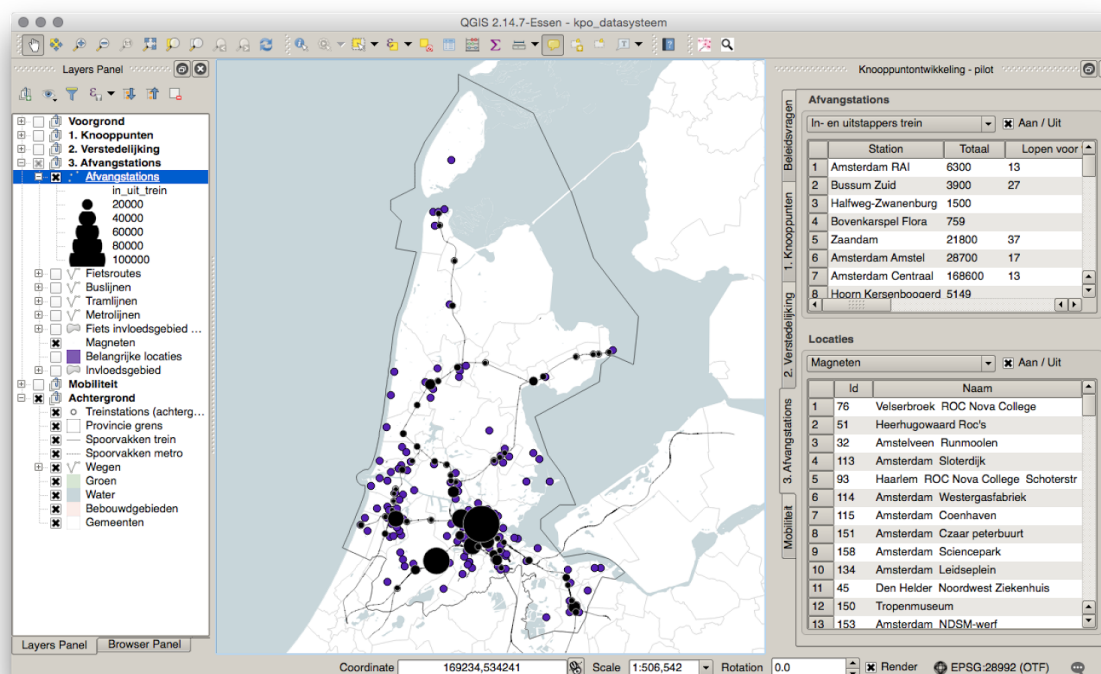 QGIS 2.14.7-Essen - kpo_datasysteem
Layers Panel
Voorgrond
1. Knooppunten
2. Verstedelijking
3. Afvangstations
Afvangstations
in_uit_trein
20000
40000
60000
80000
100000
Fietsroutes
Buslijnen
Tramlijnen
Metrolijnen
Fiets invloedsgebied ...
Magneten
Belangrijke locaties
Invloedsgebied
Mobiliteit
Achtergrond
Treinstations (achterg...
Provincie grens
Spoorvakken trein
Spoorvakken metro
Wegen
Groen
Water
Bebouwdgebieden
Gemeenten
Layers Panel Browser Panel
Knooppuntontwikkeling - pilot
Beleidsvragen
1. Knooppunten
2. Verstedelijking
3. Afvangstations
Mobiliteit
Afvangstations
In- en uitstappers trein Aan / Uit
Station Totaal Lopen voor
1 Amsterdam RAI 6300 13
2 Bussum Zuid 3900 27
3 Halfweg-Zwanenburg 1500
4 Bovenkarspel Flora 759
5 Zaandam 21800 37
6 Amsterdam Amstel 28700 17
7 Amsterdam Centraal 168600 13
8 Hoorn Kersenboogerd 5149
Locaties
Magneten Aan / Uit
Id Naam
1 76 Velserbroek ROC Nova College
2 51 Heerhugowaard Roc's
3 32 Amstelveen Runmoolen
4 113 Amsterdam Sloterdijk
5 93 Haarlem ROC Nova College Schoterstr
6 114 Amsterdam Westergasfabriek
7 115 Amsterdam Coenhaven
8 151 Amsterdam Czaar peterbuurt
9 158 Amsterdam Sciencepark
10 134 Amsterdam Leidseplein
11 45 Den Helder Noordwest Ziekenhuis
12 150 Tropenmuseum
13 153 Amsterdam NDSM-werf
Coordinate 169234,534241 Scale 1:506,542 Rotation 0.0 Render EPSG:28992 (OTF)